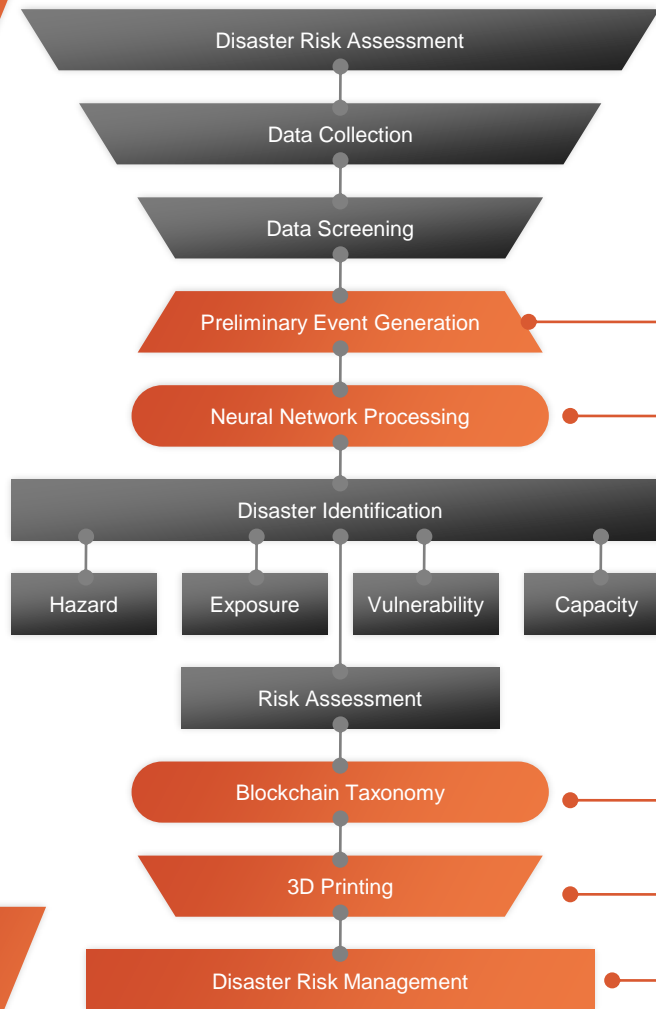 Disaster Risk Assessment
Data Collection
Data Screening
Preliminary Event Generation
Neural Network Processing
Disaster Identification
Hazard
Exposure
Vulnerability
Capacity
Risk Assessment
Blockchain Taxonomy
3D Printing
Disaster Risk Management